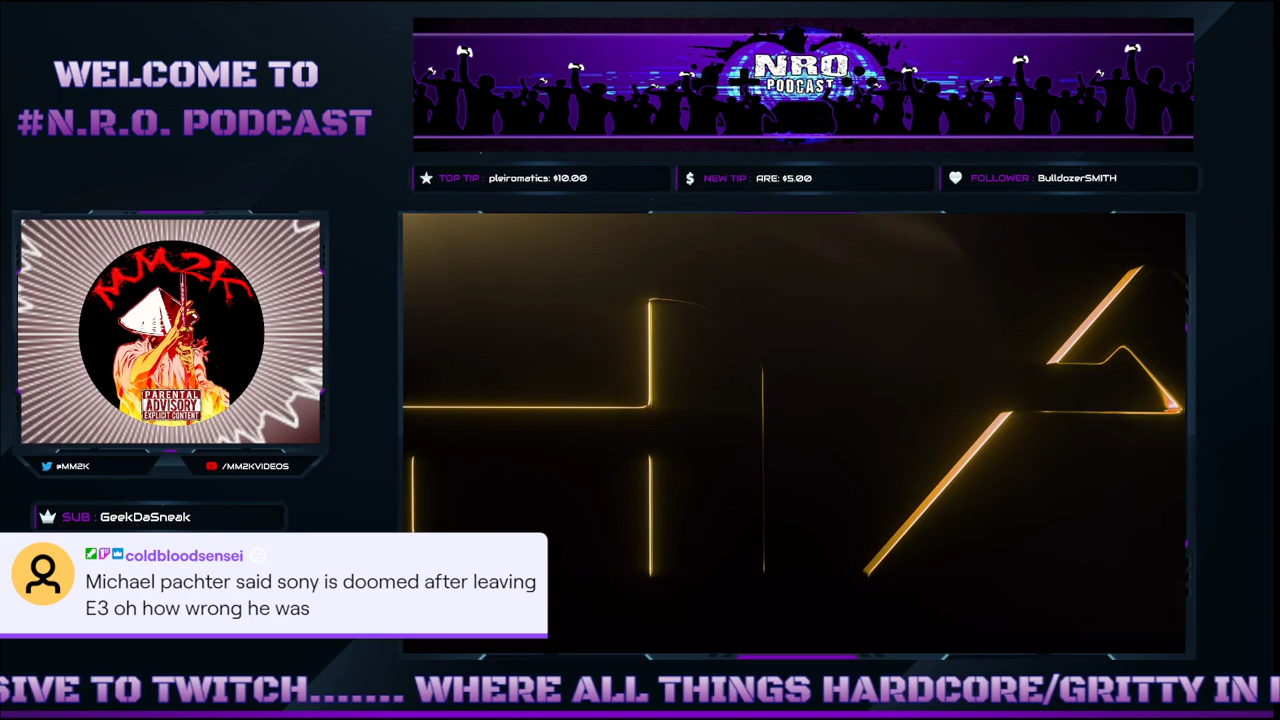 WELCOME TO
#N.R.O. PODCAST
NRO
PODCAST
TOP TIP : pleiromatics: $10.00
NEW TIP : ARE: $5.00
FOLLOWER : BulldozerSMITH
MM2K
PARENTAL
ADVISORY
EXPLICIT CONTENT
@MM2K
/MM2KVIDEOS
SUB : GeekDaSneak
coldbloodsensei
Michael pachter said sony is doomed after leaving
E3 oh how wrong he was
SIVE TO TWITCH....... WHERE ALL THINGS HARDCORE/GRITTY IN